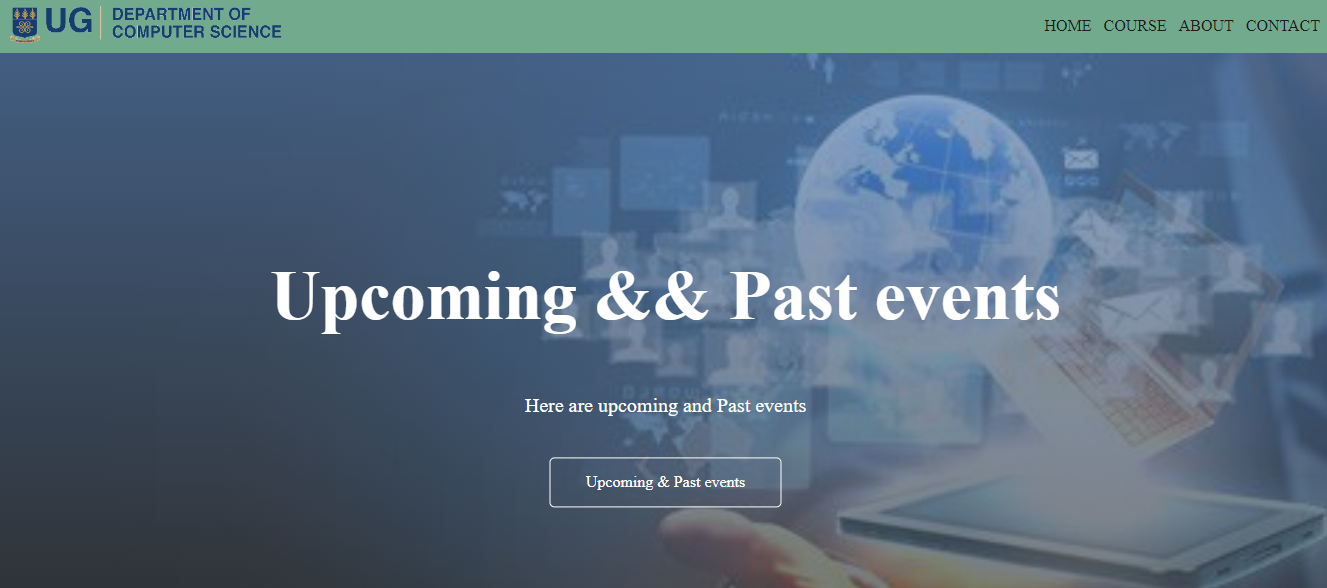 UG
DEPARTMENT OF
COMPUTER SCIENCE
HOME COURSE ABOUT CONTACT
Upcoming && Past events
Here are upcoming and Past events
Upcoming & Past events